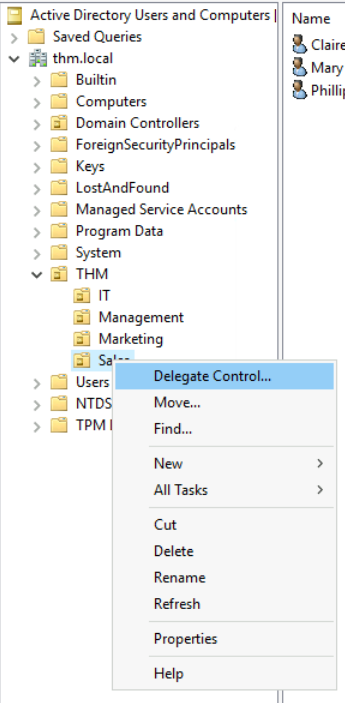 Active Directory Users and Computers [
Name
Saved Queries
thm.local
Builtin
Computers
Domain Controllers
ForeignSecurityPrincipals
Keys
LostAndFound
Managed Service Accounts
Program Data
System
THM
IT
Management
Marketing
Sales
Users
NTDS
TPM
Claire
Mary
Phillip
Delegate Control...
Move...
Find...
New
All Tasks
Cut
Delete
Rename
Refresh
Properties
Help